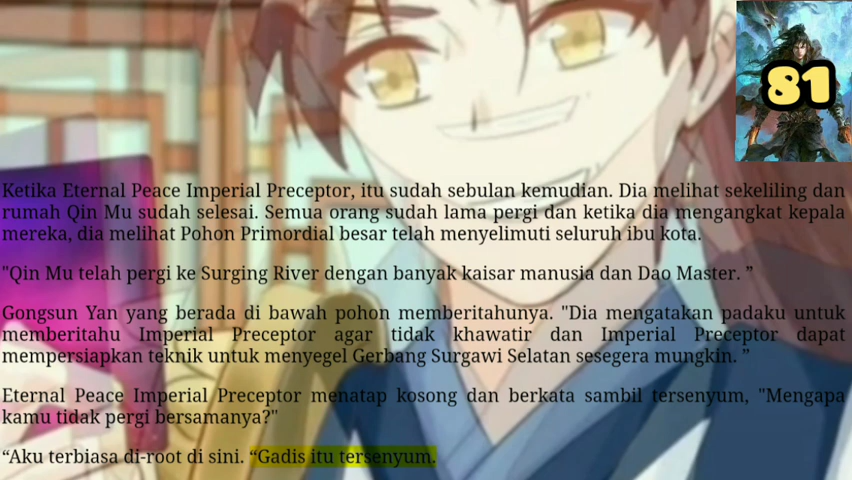 81
Ketika Eternal Peace Imperial Preceptor, itu sudah sebulan kemudian. Dia melihat sekeliling dan
rumah Qin Mu sudah selesai. Semua orang sudah lama pergi dan ketika dia mengangkat kepala
mereka, dia melihat Pohon Primordial besar telah menyelimuti seluruh ibu kota.
"Qin Mu telah pergi ke Surging River dengan banyak kaisar manusia dan Dao Master. ”
Gongsun Yan yang berada di bawah pohon memberitahunya. "Dia mengatakan padaku untuk
memberitahu Imperial Preceptor agar tidak khawatir dan Imperial Preceptor dapat
mempersiapkan teknik untuk menyegel Gerbang Surgawi Selatan sesegera mungkin. ”
Eternal Peace Imperial Preceptor menatap kosong dan berkata sambil tersenyum, "Mengapa
kamu tidak pergi bersamanya?"
“Aku terbiasa di-root di sini. “Gadis itu tersenyum.